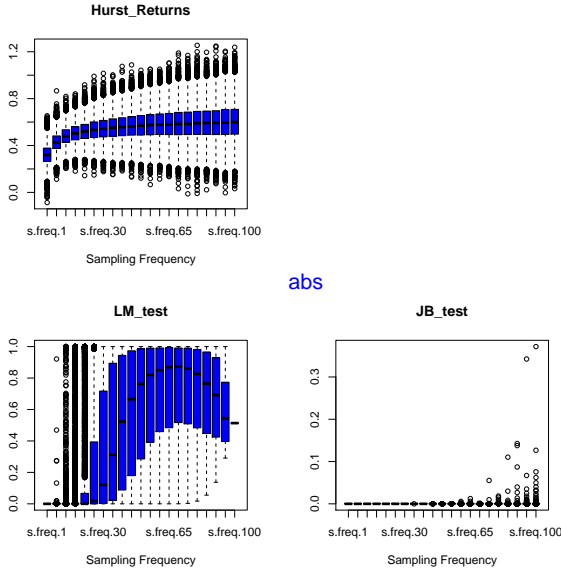 Hurst_Returns
1.2
0.8
0.4
0.0
s.freq.1 s.freq.30 s.freq.65 s.freq.100
Sampling Frequency
abs
LM_test
1.0
0.8
0.6
0.4
0.2
0.0
s.freq.1 s.freq.30 s.freq.65 s.freq.100
Sampling Frequency
JB_test
0.3
0.2
0.1
0.0
s.freq.1 s.freq.30 s.freq.65 s.freq.100
Sampling Frequency